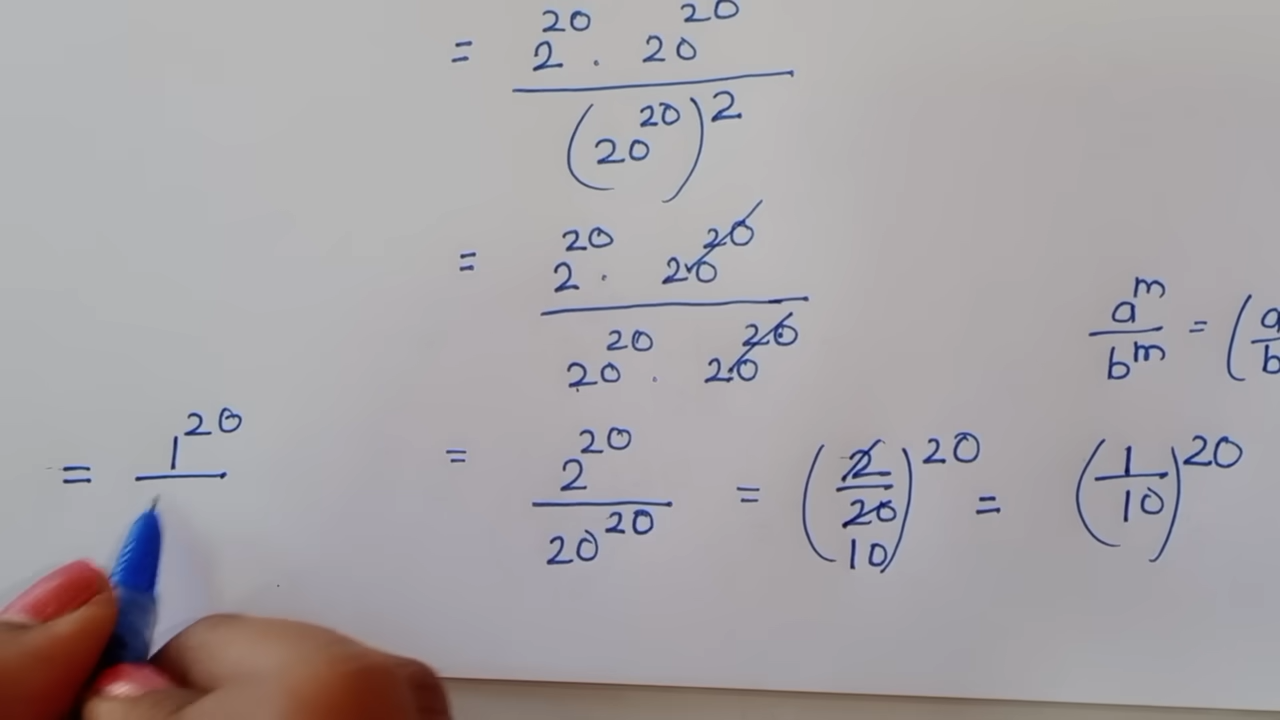 = 2^20 . 20^20 / (20^20)^2
= 2^20 . 20^20 / 20^20 . 20^20
a^m / b^m = (a / b
= 2^20 / 20^20 = (2 / 20 10)^20 = (1 / 10)^20
= 1^20